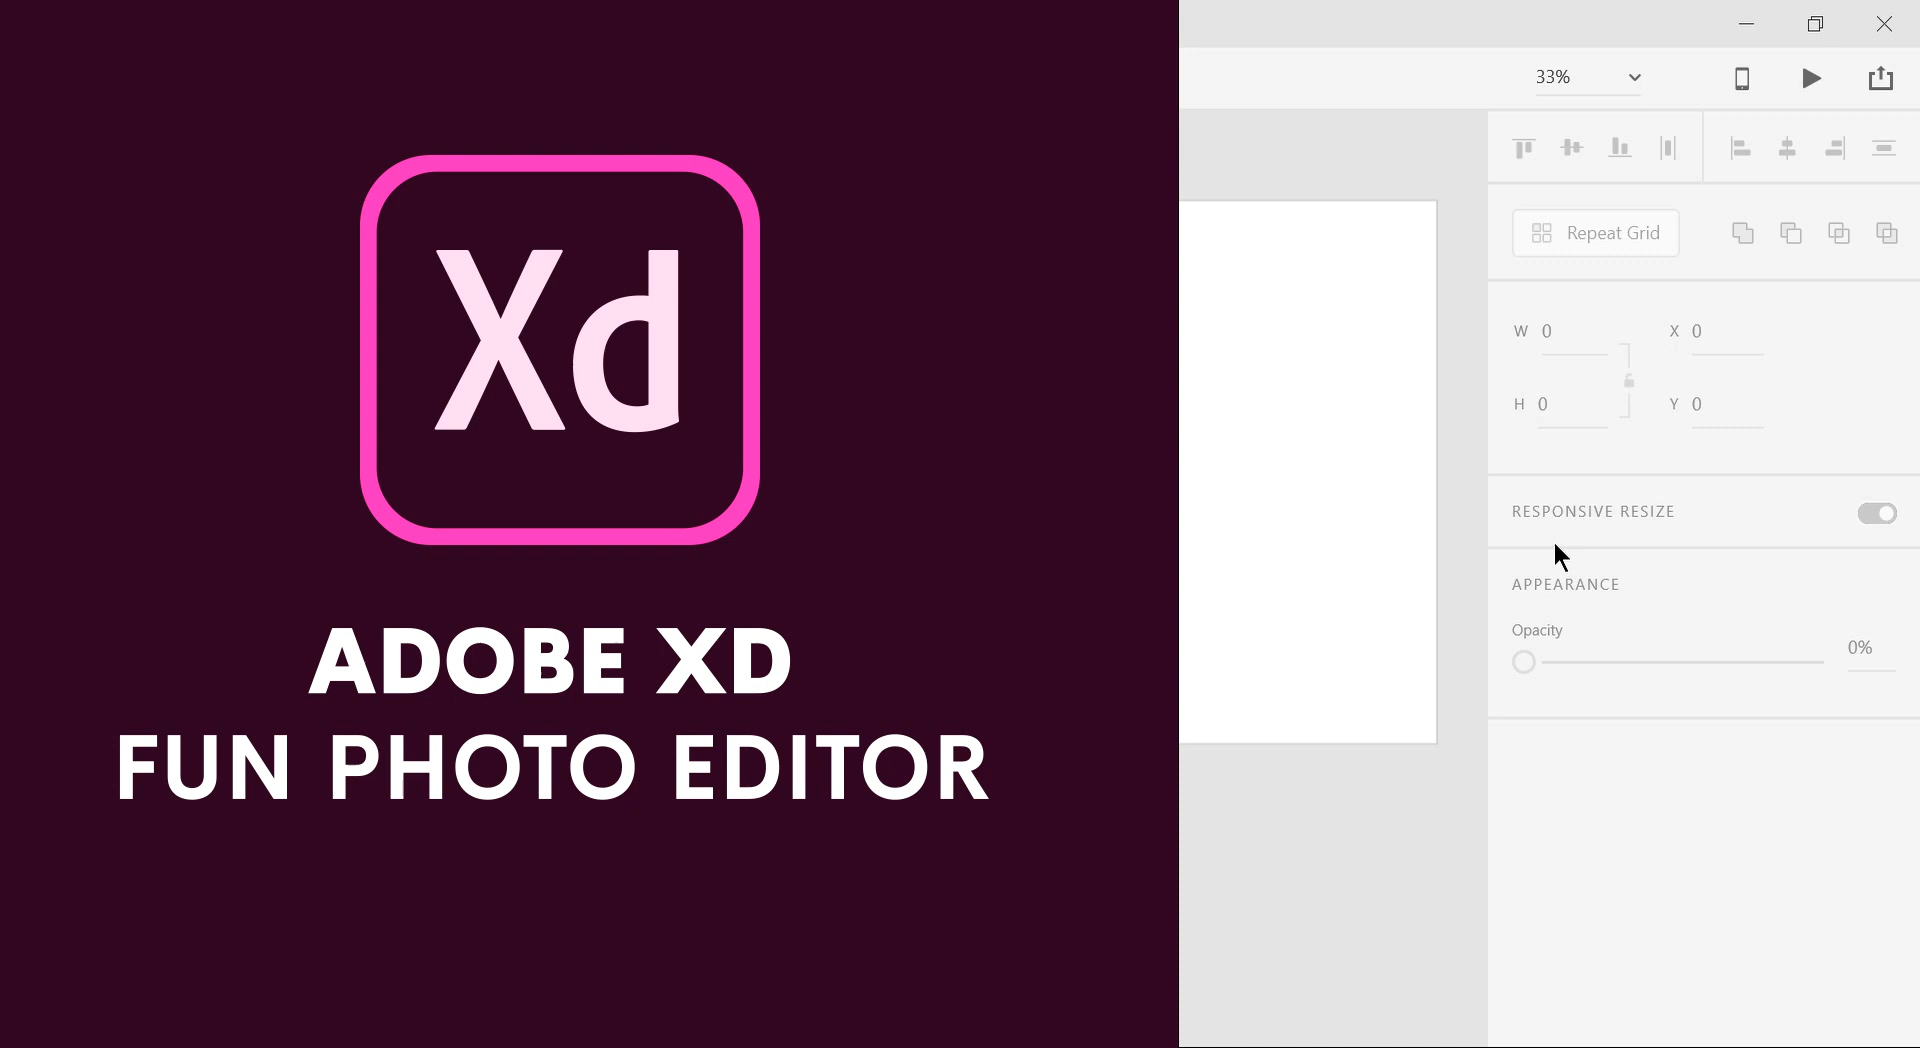 Xd
ADOBE XD
FUN PHOTO EDITOR
33%
Repeat Grid
W 0 X 0
H 0 Y 0
RESPONSIVE RESIZE
APPEARANCE
Opacity
0%